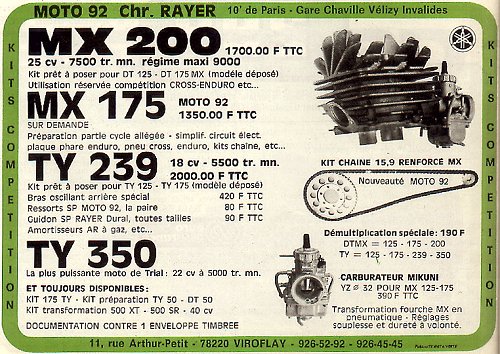 MOTO 92 Chr. RAYER 10' de Paris - Gare Chaville Vélizy Invalides
KITS COMPETITION
MX 200 1700.00 F TTC
25 cv - 7500 tr. mn. régime maxi 9000
Kit prêt à poser pour DT 125 - DT 175 MX (modèle déposé)
Utilisation réservée compétition CROSS-ENDURO etc...
MX 175 MOTO 92
1350.00 F TTC
SUR DEMANDE
Préparation partie cycle allégée - simplif. circuit élect.
plaque phare enduro, pneu cross, enduro, kits chaîne, etc...
TY 239 18 cv - 5500 tr. mn.
2000.00 F TTC
Kit prêt à poser pour TY 125 - TY 175 (modèle déposé)
Bras oscillant arrière spécial 420 F TTC
Ressorts SP MOTO 92, la paire 80 F TTC
Guidon SP RAYER Dural, toutes tailles 90 F TTC
Amortisseurs AR à gaz, etc...
TY 350
La plus puissante moto de Trial : 22 cv à 5000 tr. mn.
ET TOUJOURS DISPONIBLES :
KIT 175 TY - KIT préparation TY 50 - DT 50
KIT transformation 500 XT - 500 SR - 40 cv
DOCUMENTATION CONTRE 1 ENVELOPPE TIMBREE
KIT CHAINE 15,9 RENFORCÉ MX
Nouveauté MOTO 92
Démultiplication spéciale : 190 F
DTMX = 125 - 175 - 200
TY = 125 - 175 - 239 - 350
CARBURATEUR MIKUNI
YZ ø 32 POUR MX 125-175
390 F TTC
Transformation fourche MX en
pneumatique - Réglages
souplesse et dureté à volonté.
KITS COMPETITION
11, rue Arthur-Petit - 78220 VIROFLAY - 926-52-92 - 926-45-45